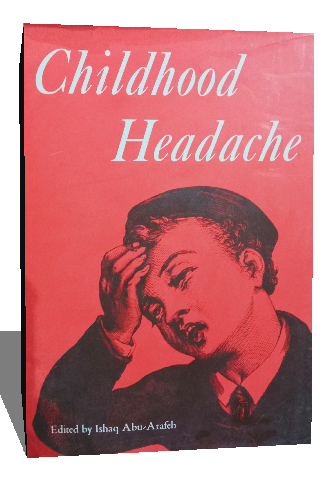 Childhood
Headache
Edited by Ishaq Abu-Arafeh